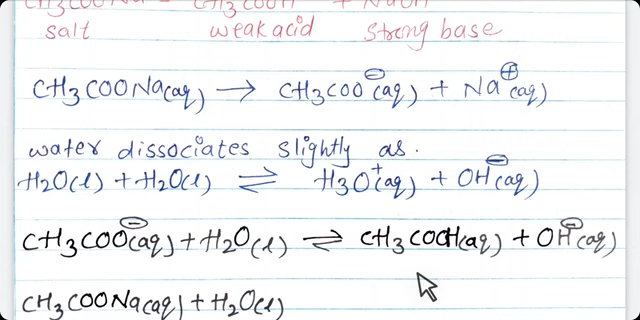 salt weak acid strong base
CH3COONa(aq) → CH3COO⊖(aq) + Na⊕(aq)
water dissociates slightly as.
H2O(l) + H2O(l) ⇌ H3O+(aq) + OH⊖(aq)
CH3COO⊖(aq) + H2O(l) ⇌ CH3COOH(aq) + OH⊖(aq)
CH3COONa(aq) + H2O(l)